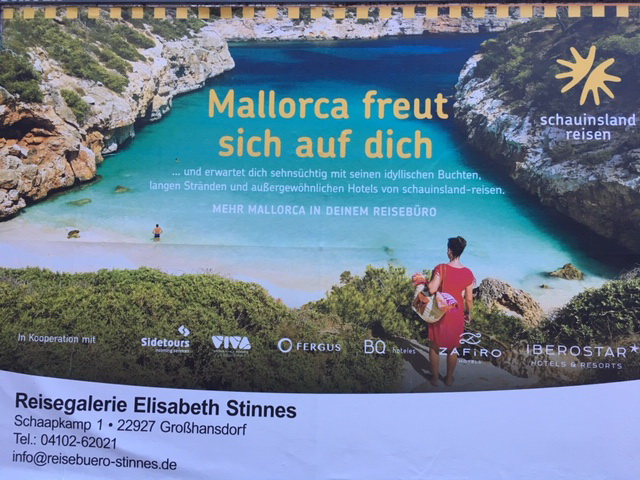 Mallorca freut
sich auf dich
... und erwartet dich sehnsüchtig mit seinen idyllischen Buchten,
langen Stränden und außergewöhnlichen Hotels von schauinsland-reisen.
MEHR MALLORCA IN DEINEM REISEBÜRO
schauinsland
reisen
In Kooperation mit
Sidetours
VIVA
FERGUS
BQ hoteles
ZAFIRO
HOTELS
IBEROSTAR
HOTELS & RESORTS
Reisegalerie Elisabeth Stinnes
Schaapkamp 1 • 22927 Großhansdorf
Tel.: 04102-62021
info@reisebuero-stinnes.de